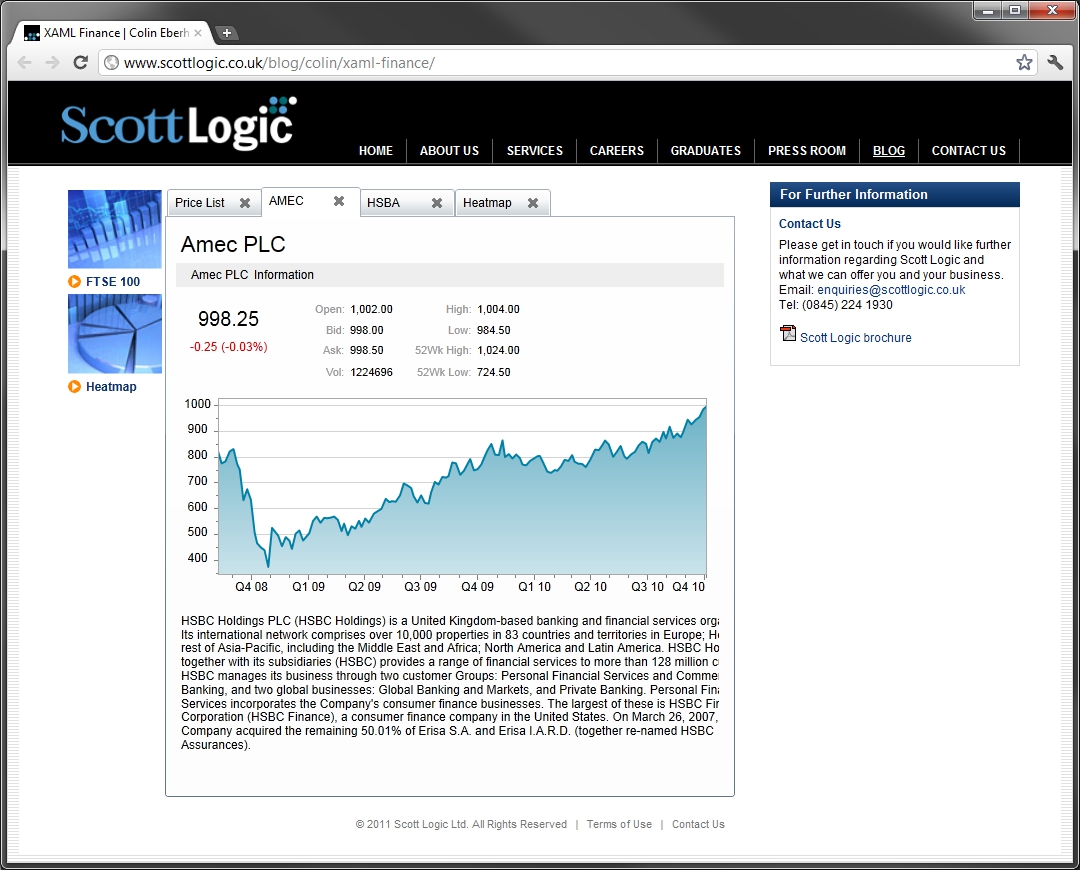 XAML Finance | Colin Eberh
www.scottlogic.co.uk/blog/colin/xaml-finance/
Scott Logic
HOME ABOUT US SERVICES CAREERS GRADUATES PRESS ROOM BLOG CONTACT US
FTSE 100
Heatmap
Price List AMEC HSBA Heatmap
Amec PLC
Amec PLC Information
998.25
-0.25 (-0.03%)
Open: 1,002.00 High: 1,004.00
Bid: 998.00 Low: 984.50
Ask: 998.50 52Wk High: 1,024.00
Vol: 1224696 52Wk Low: 724.50
1000
900
800
700
600
500
400
Q4 08 Q1 09 Q2 09 Q3 09 Q4 09 Q1 10 Q2 10 Q3 10 Q4 10
HSBC Holdings PLC (HSBC Holdings) is a United Kingdom-based banking and financial services orga
Its international network comprises over 10,000 properties in 83 countries and territories in Europe; Ho
rest of Asia-Pacific, including the Middle East and Africa; North America and Latin America. HSBC Ho
together with its subsidiaries (HSBC) provides a range of financial services to more than 128 million c
HSBC manages its business through two customer Groups: Personal Financial Services and Commer
Banking, and two global businesses: Global Banking and Markets, and Private Banking. Personal Fina
Services incorporates the Company's consumer finance businesses. The largest of these is HSBC Fin
Corporation (HSBC Finance), a consumer finance company in the United States. On March 26, 2007,
Company acquired the remaining 50.01% of Erisa S.A. and Erisa I.A.R.D. (together re-named HSBC
Assurances).
For Further Information
Contact Us
Please get in touch if you would like further
information regarding Scott Logic and
what we can offer you and your business.
Email: enquiries@scottlogic.co.uk
Tel: (0845) 224 1930
Scott Logic brochure
© 2011 Scott Logic Ltd. All Rights Reserved | Terms of Use | Contact Us